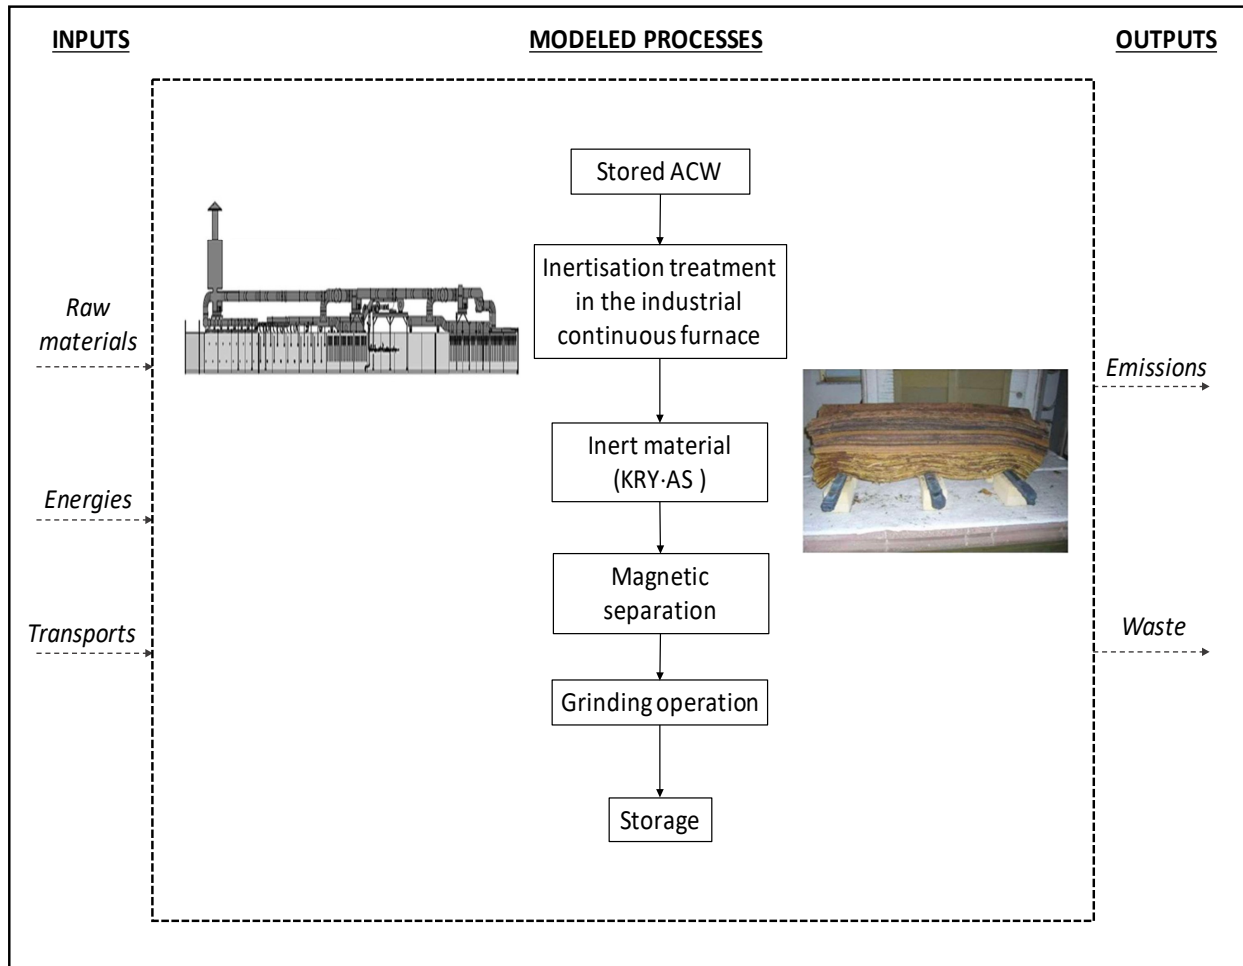 INPUTS
MODELED PROCESSES
OUTPUTS
Stored ACW
Inertisation treatment
in the industrial
continuous furnace
Raw
materials
Emissions
Inert material
(KRY·AS )
Energies
Magnetic
separation
Transports
Waste
Grinding operation
Storage